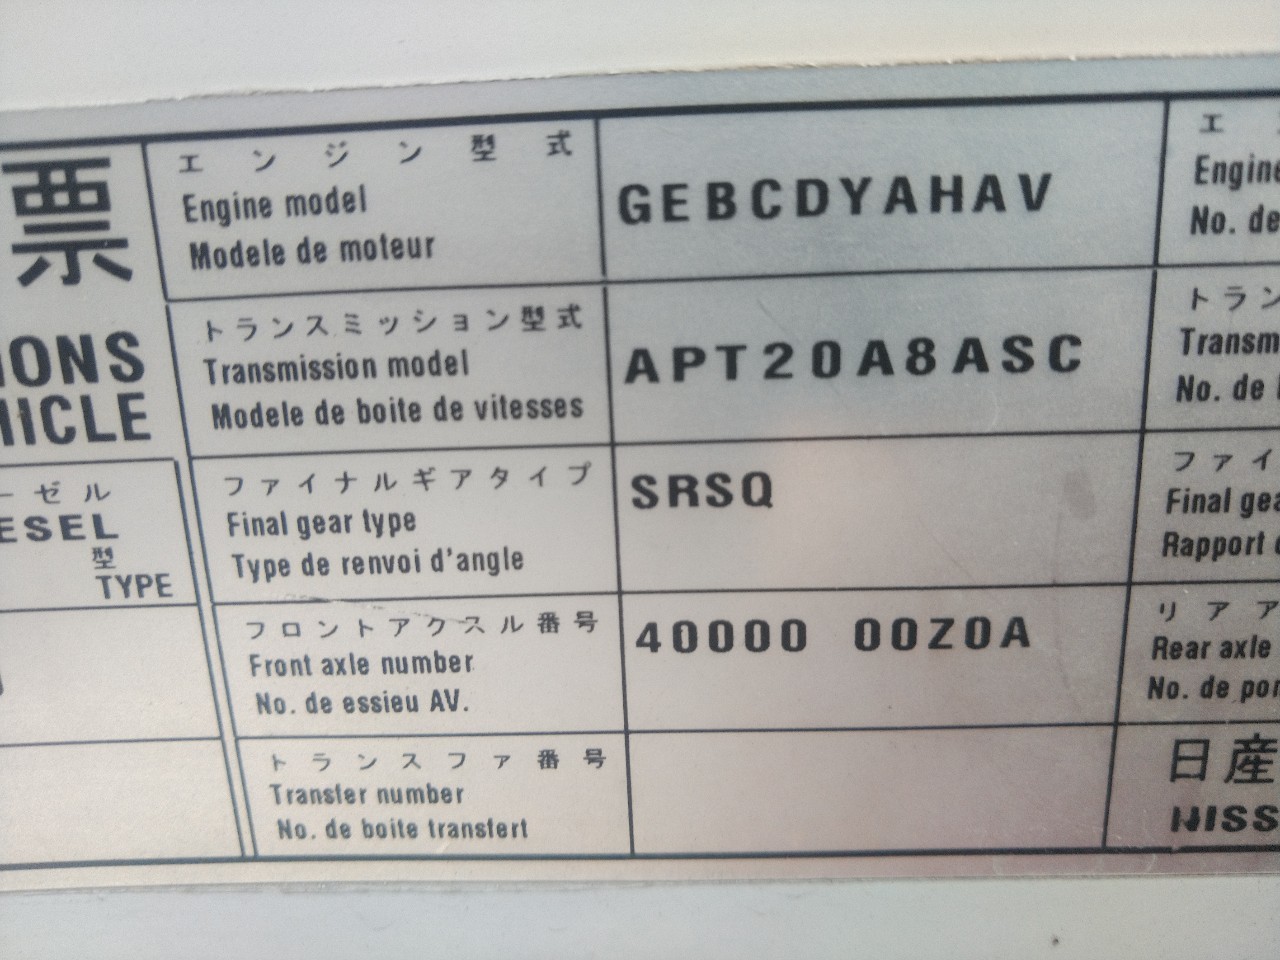 票
IONS
HICLE
ーゼル
ESEL
型
TYPE
エンジン型式
Engine model
Modele de moteur
GEBCDYAHAV
トランスミッション型式
Transmission model
Modele de boite de vitesses
APT20A8ASC
ファイナルギアタイプ
Final gear type
Type de renvoi d'angle
SRSQ
フロントアクスル番号
Front axle number
No. de essieu AV.
40000 00Z0A
トランスファ番号
Transfer number
No. de boite transfert
エ
Engine
No. de
トラン
Transm
No. de
ファイ
Final gea
Rapport
リアア
Rear axle
No. de pon
日産
NISS